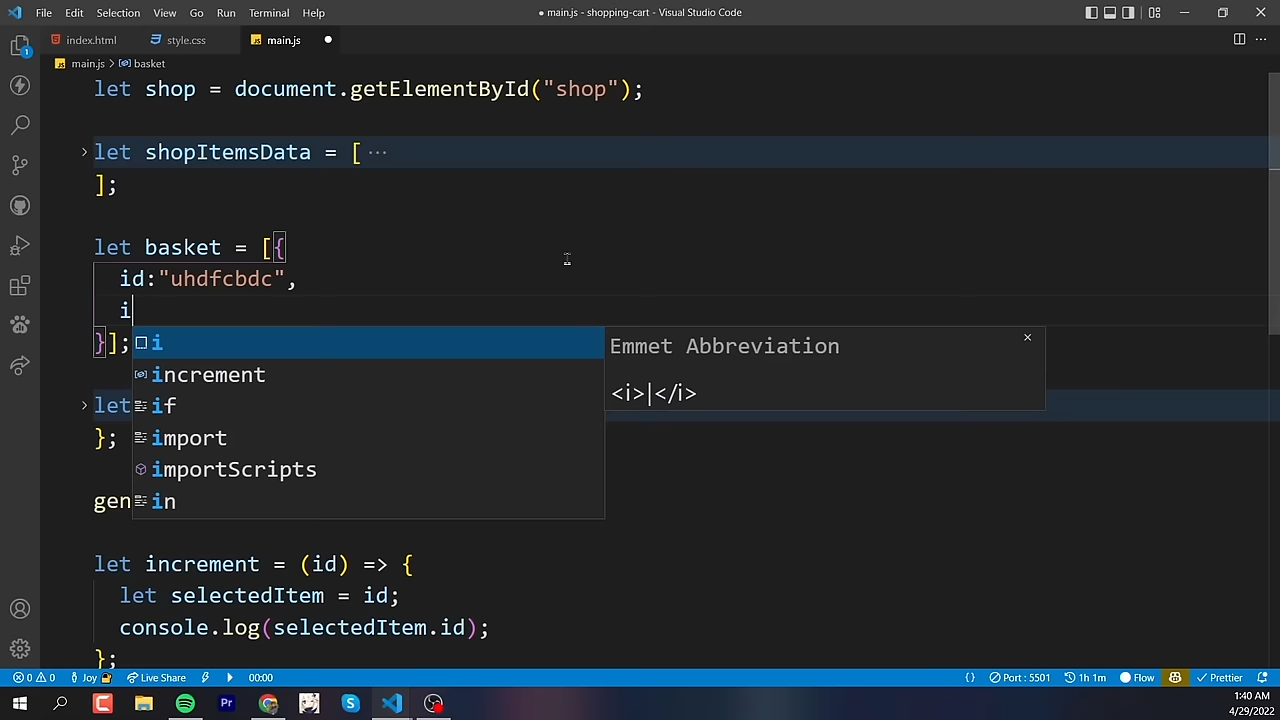 File Edit Selection View Go Run Terminal Help
● main.js - shopping-cart - Visual Studio Code
index.html
style.css
main.js ●
main.js > basket
let shop = document.getElementById("shop");
let shopItemsData = [ ···
];
let basket = [{
id:"uhdfcbdc",
i
}];
i
Emmet Abbreviation
<i>|</i>
increment
let
if
};
import
importScripts
gen
in
let increment = (id) => {
let selectedItem = id;
console.log(selectedItem.id);
};
1
0 0 Joy Live Share 00:00
{} Port : 5501 1h 1m Flow Prettier
Pr
1:40 AM
4/29/2022